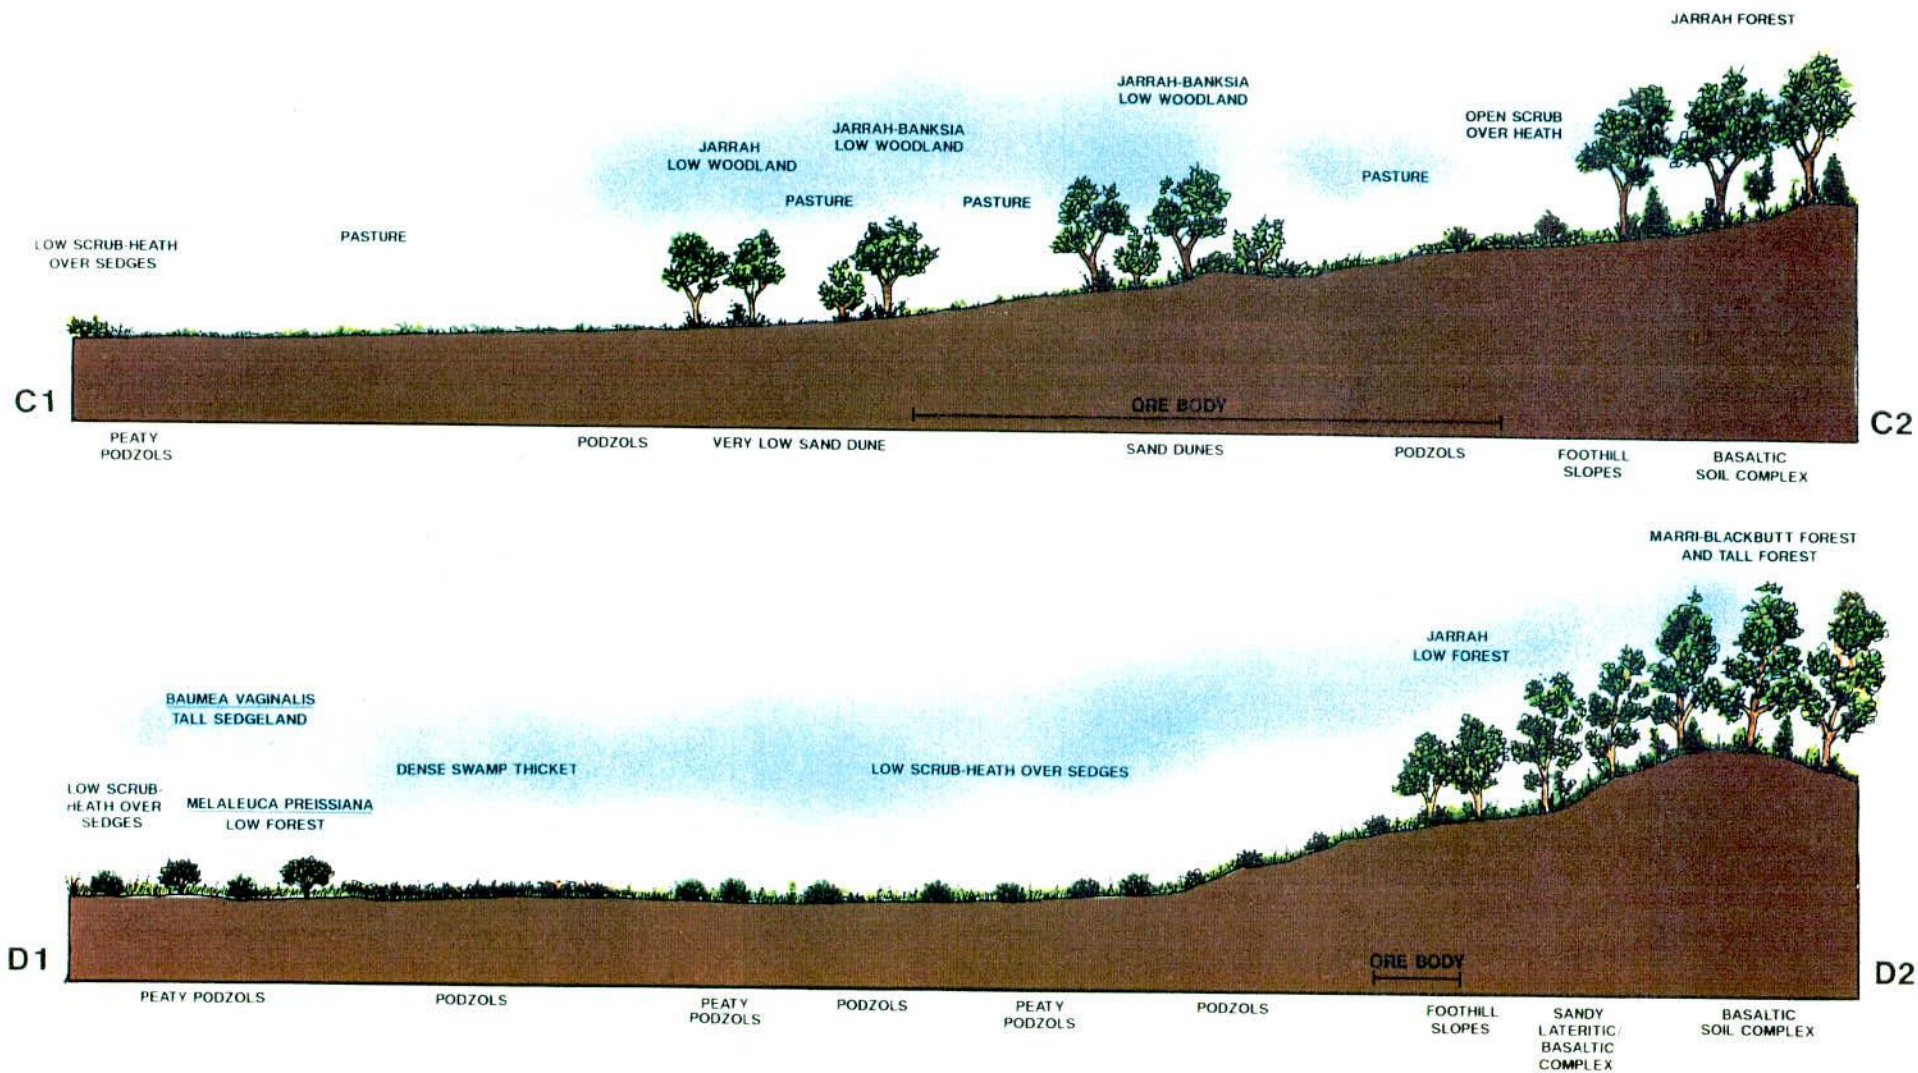 JARRAH FOREST
JARRAH-BANKSIA
LOW WOODLAND
OPEN SCRUB
OVER HEATH
JARRAH-BANKSIA
LOW WOODLAND
JARRAH
LOW WOODLAND
PASTURE
PASTURE
PASTURE
PASTURE
LOW SCRUB-HEATH
OVER SEDGES
C1
ORE BODY
C2
PEATY
PODZOLS
PODZOLS
VERY LOW SAND DUNE
SAND DUNES
PODZOLS
FOOTHILL
SLOPES
BASALTIC
SOIL COMPLEX
MARRI-BLACKBUTT FOREST
AND TALL FOREST
JARRAH
LOW FOREST
BAUMEA VAGINALIS
TALL SEDGELAND
DENSE SWAMP THICKET
LOW SCRUB-HEATH OVER SEDGES
LOW SCRUB-
HEATH OVER
SEDGES
MELALEUCA PREISSIANA
LOW FOREST
D1
ORE BODY
D2
PEATY PODZOLS
PODZOLS
PEATY
PODZOLS
PODZOLS
PEATY
PODZOLS
PODZOLS
FOOTHILL
SLOPES
SANDY
LATERITIC/
BASALTIC
COMPLEX
BASALTIC
SOIL COMPLEX